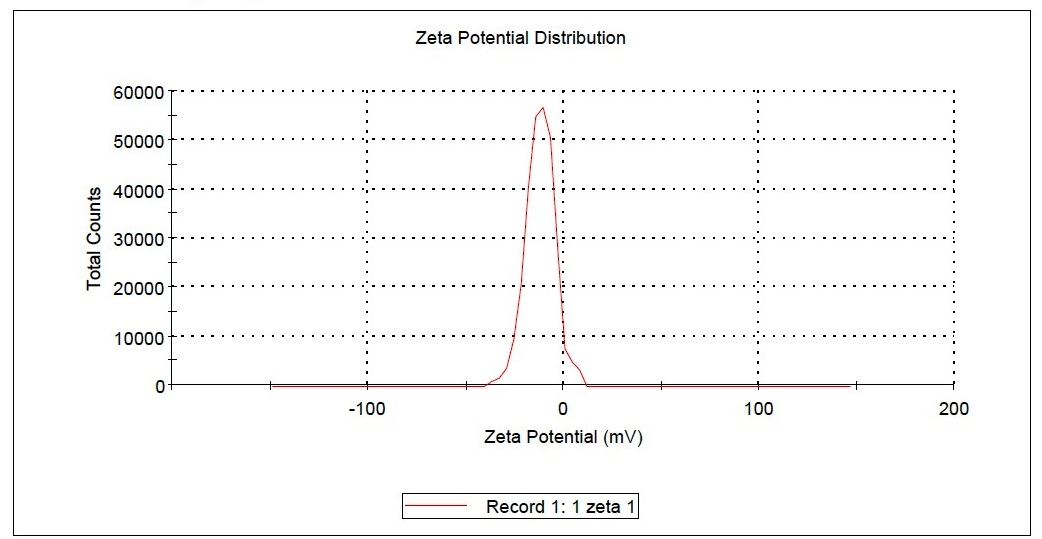 Zeta Potential Distribution
60000
50000
40000
30000
20000
10000
0
Total Counts
-100 0 100 200
Zeta Potential (mV)
Record 1: 1 zeta 1